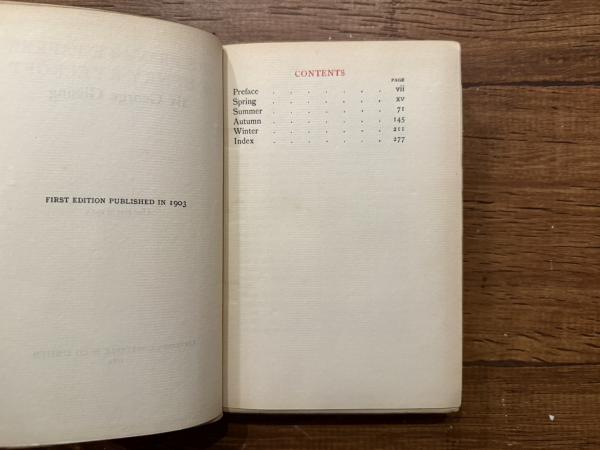 FIRST EDITION PUBLISHED IN 1903
CONTENTS
PAGE
Preface . . . . . . . vii
Spring . . . . . . . xv
Summer . . . . . . 71
Autumn . . . . . . 145
Winter . . . . . . 211
Index . . . . . . 277